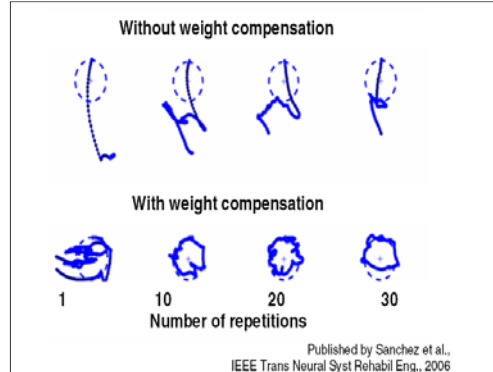 Without weight compensation
With weight compensation
1 10 20 30
Number of repetitions
Published by Sanchez et al.,
IEEE Trans Neural Syst Rehabil Eng., 2006